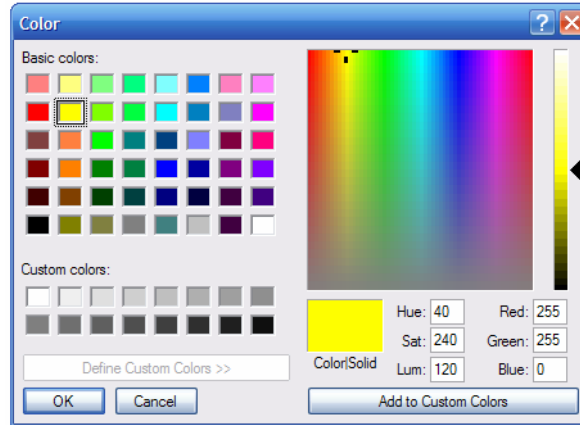 Color
Basic colors:
Custom colors:
Define Custom Colors >>
OK Cancel
Color|Solid
Hue: 40 Red: 255
Sat: 240 Green: 255
Lum: 120 Blue: 0
Add to Custom Colors